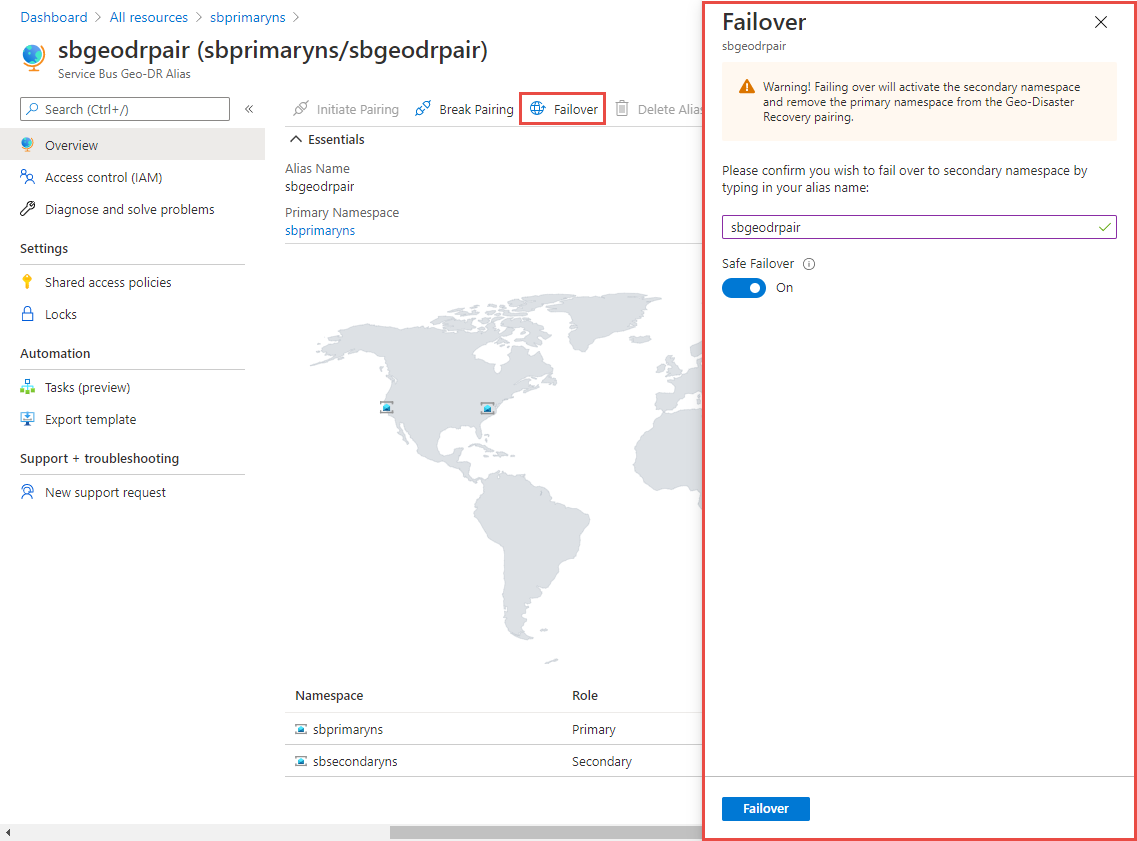 Dashboard > All resources > sbprimaryns >
sbgeodrpair (sbprimaryns/sbgeodrpair)
Service Bus Geo-DR Alias
Search (Ctrl+/)
«
Overview
Access control (IAM)
Diagnose and solve problems
Settings
Shared access policies
Locks
Automation
Tasks (preview)
Export template
Support + troubleshooting
New support request
Initiate Pairing
Break Pairing
Failover
Delete Alias
Essentials
Alias Name
sbgeodrpair
Primary Namespace
sbprimaryns
Namespace Role
sbprimaryns Primary
sbsecondaryns Secondary
Failover
sbgeodrpair
Warning! Failing over will activate the secondary namespace
and remove the primary namespace from the Geo-Disaster
Recovery pairing.
Please confirm you wish to fail over to secondary namespace by
typing in your alias name:
sbgeodrpair
Safe Failover
On
Failover